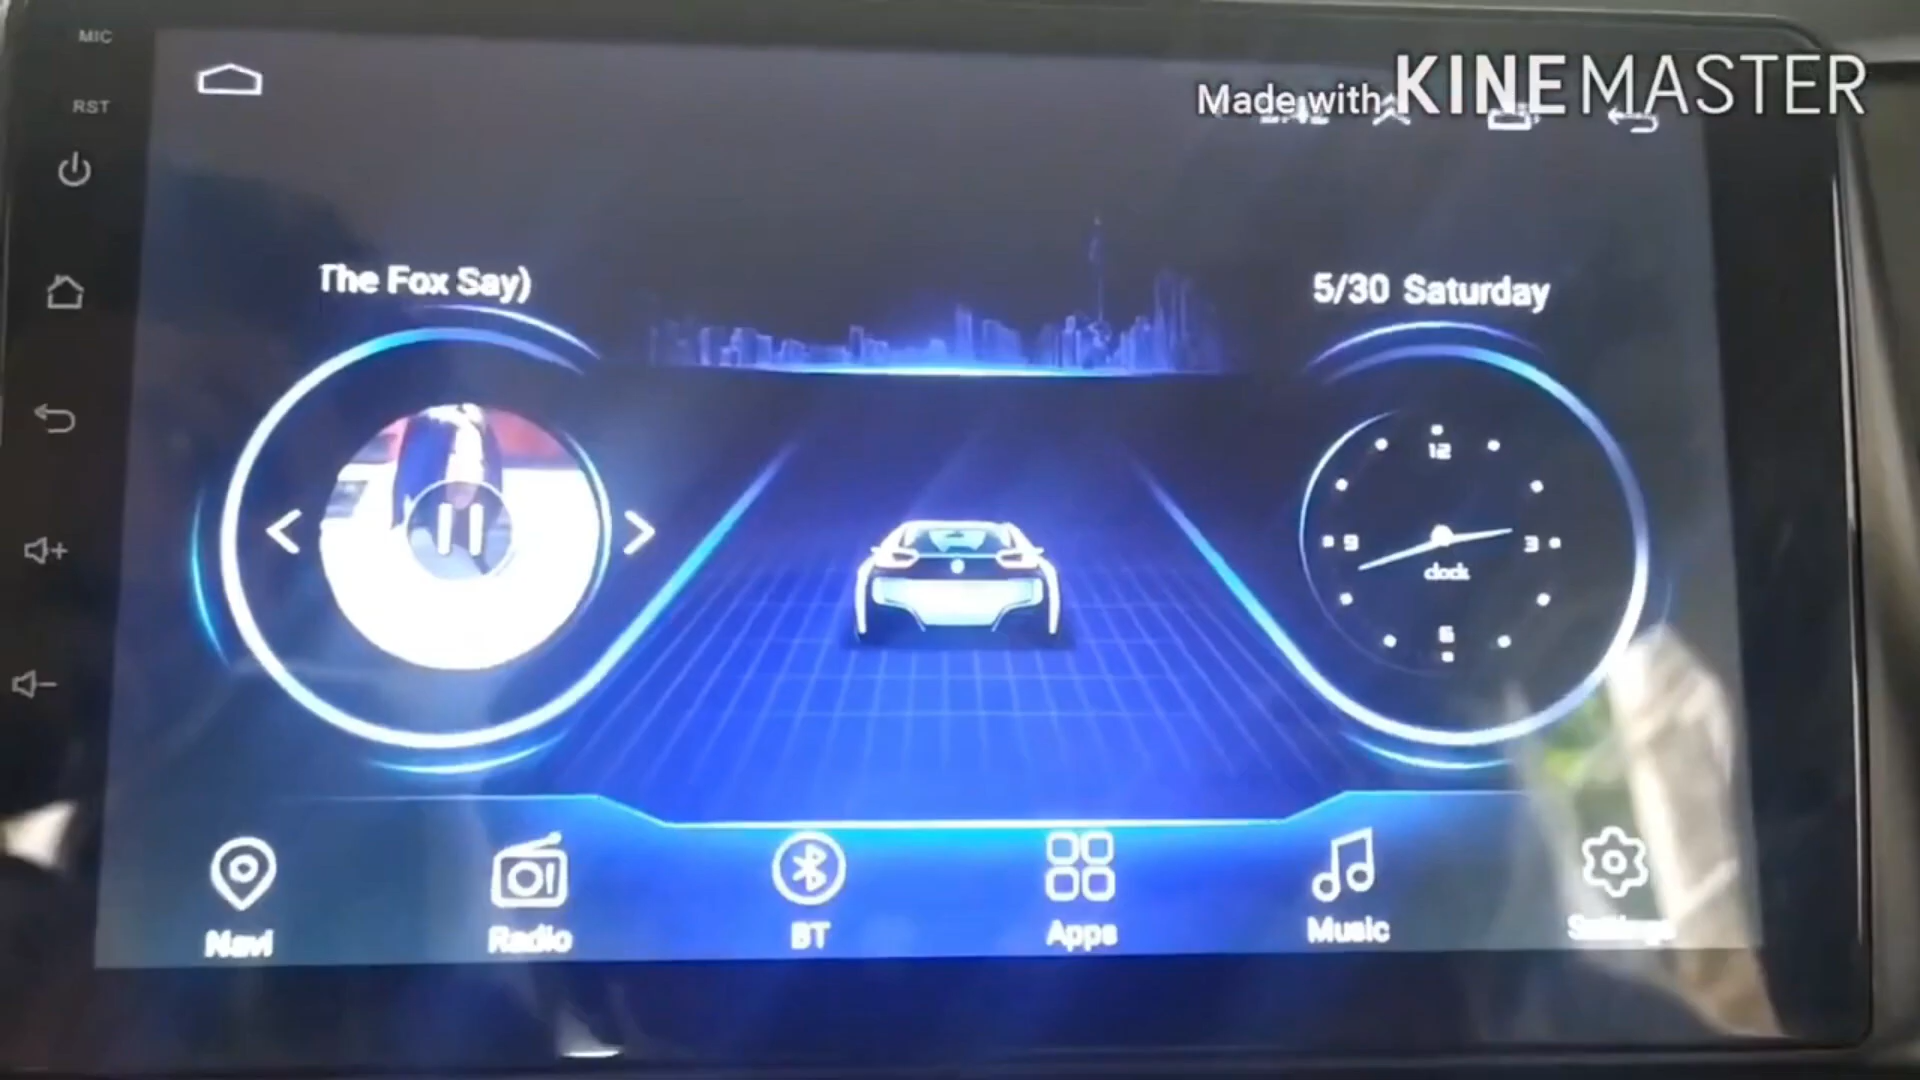 MIC
Made with KINEMASTER
RST
The Fox Say)
5/30 Saturday
12
9
3
clock
6
Navi
Radio
BT
Apps
Music
Settings